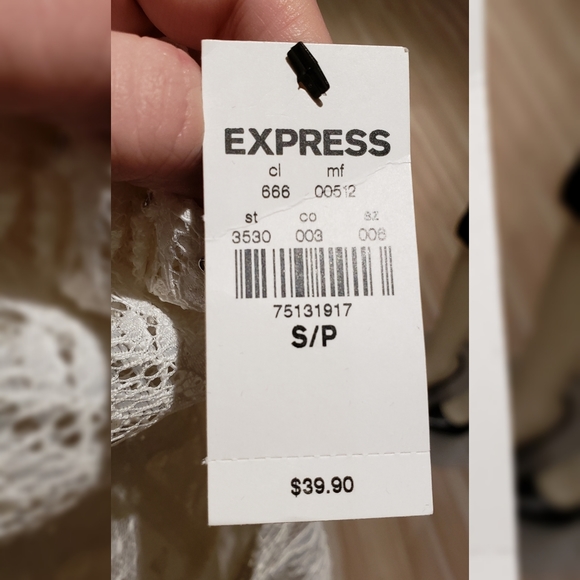 EXPRESS
cl mf
666 00512
st co sz
3530 003 006
75131917
S/P
$39.90